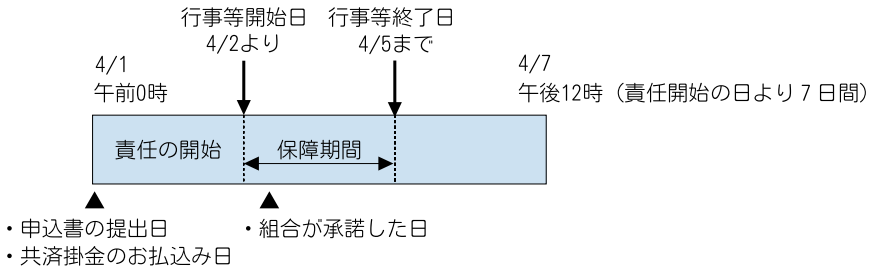 行事等開始日
4/2より
行事等終了日
4/5まで
4/1
午前0時
4/7
午後12時（責任開始の日より７日間）
責任の開始
保障期間
・申込書の提出日
・共済掛金のお払込み日
・組合が承諾した日